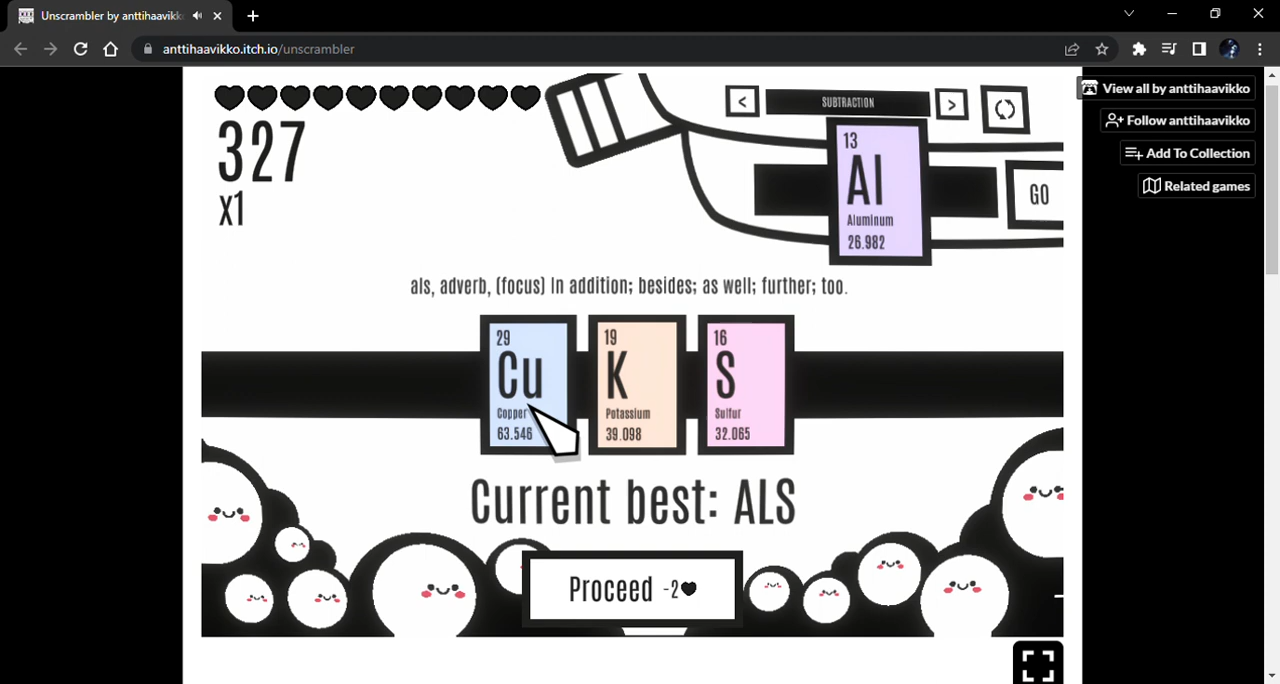 Unscrambler by anttihaavikk
anttihaavikko.itch.io/unscrambler
View all by anttihaavikko
Follow anttihaavikko
Add To Collection
Related games
327
x1
<
SUBTRACTION
>
13
Al
Aluminum
26.982
GO
als, adverb, (focus) In addition; besides; as well; further; too.
29
Cu
Copper
63.546
19
K
Potassium
39.098
16
S
Sulfur
32.065
Current best: ALS
Proceed -2